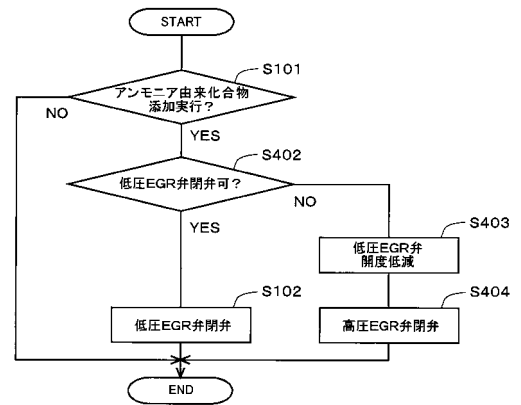 START
S101
アンモニア由来化合物
添加実行？
NO
YES
S402
低圧EGR弁閉弁可？
NO
YES
S403
低圧EGR弁
開度低減
S102
低圧EGR弁閉弁
S404
高圧EGR弁閉弁
END